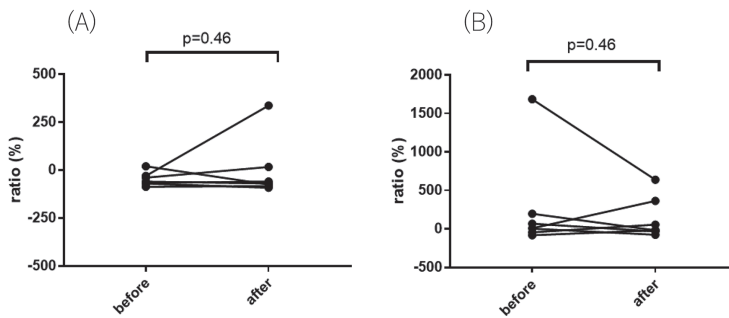 (A)
p=0.46
ratio (%)
500
250
0
-250
-500
before
after
(B)
p=0.46
ratio (%)
2000
1500
1000
500
0
-500
before
after